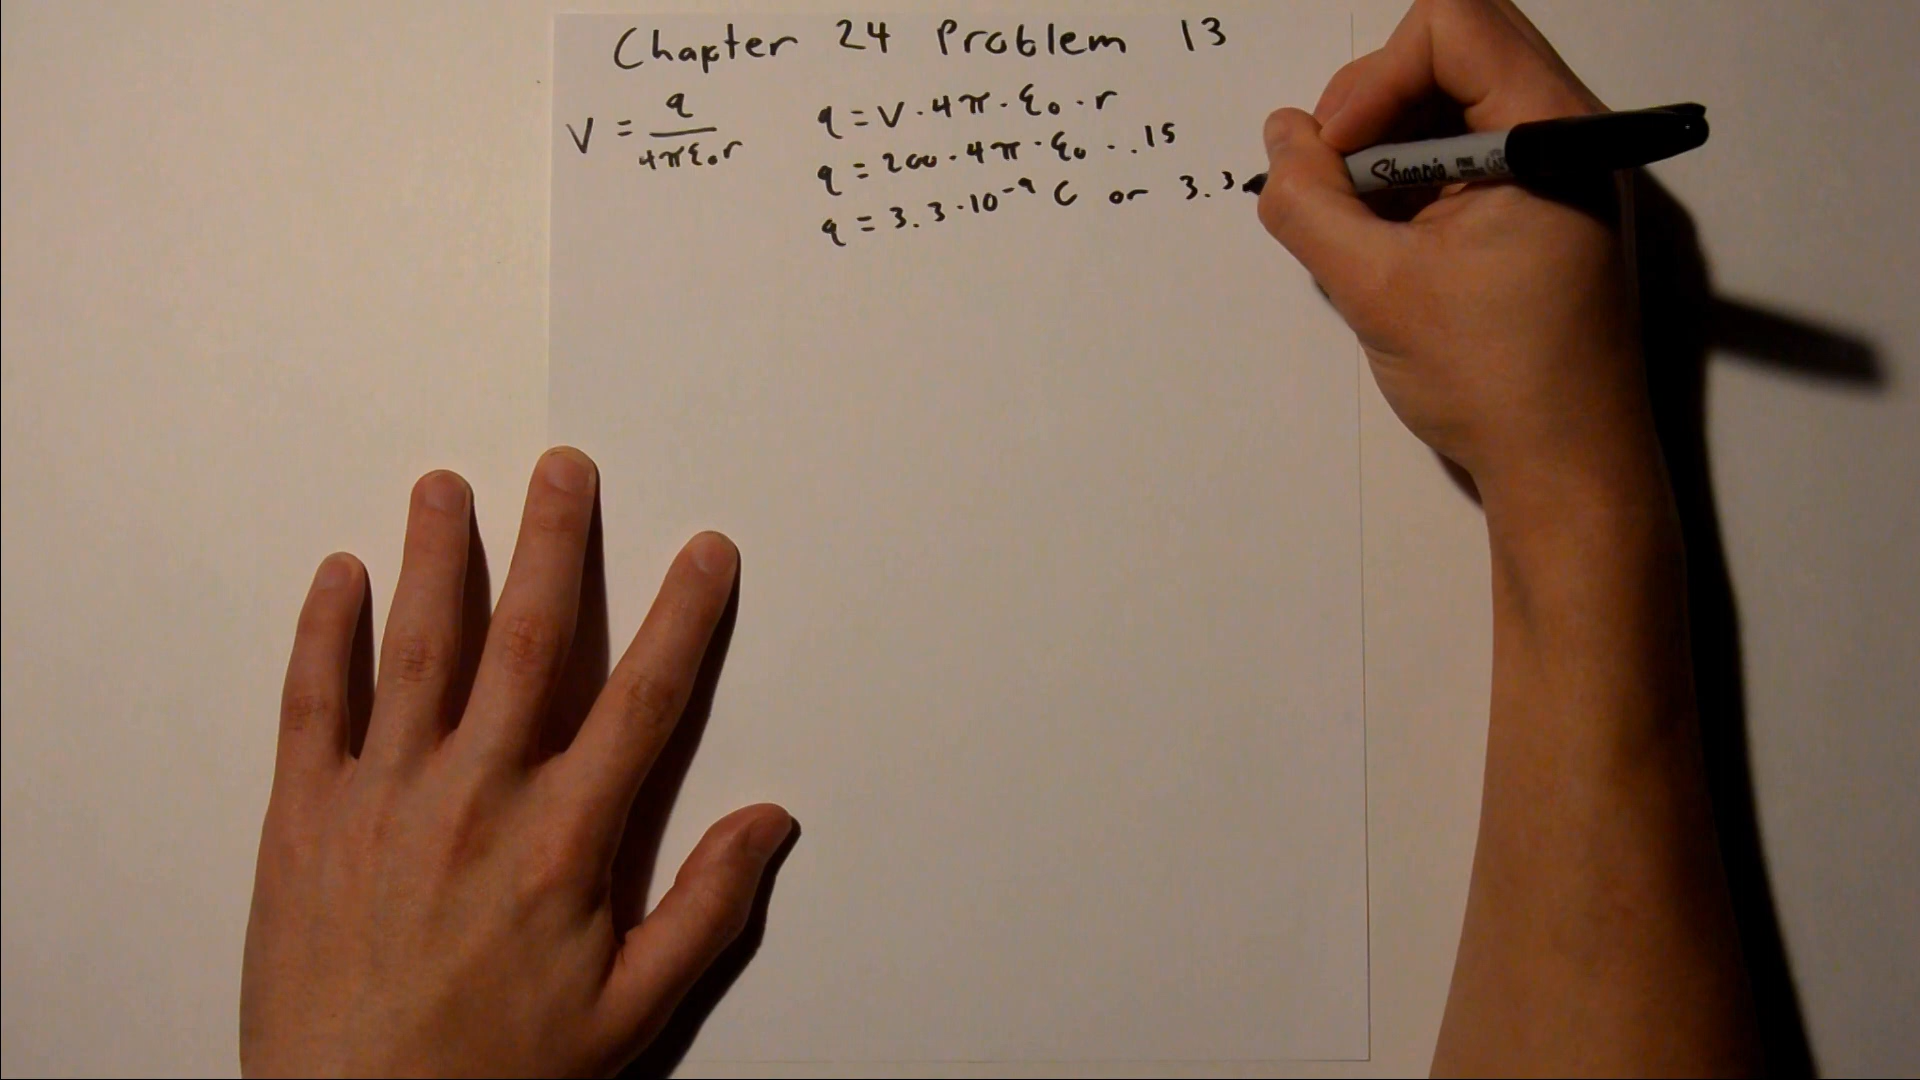 Chapter 24 Problem 13
V = q / 4πε₀r
q = V · 4π · ε₀ · r
q = 200 · 4π · ε₀ · .15
q = 3.3 · 10⁻⁹ C or 3.3
Sharpie FINE